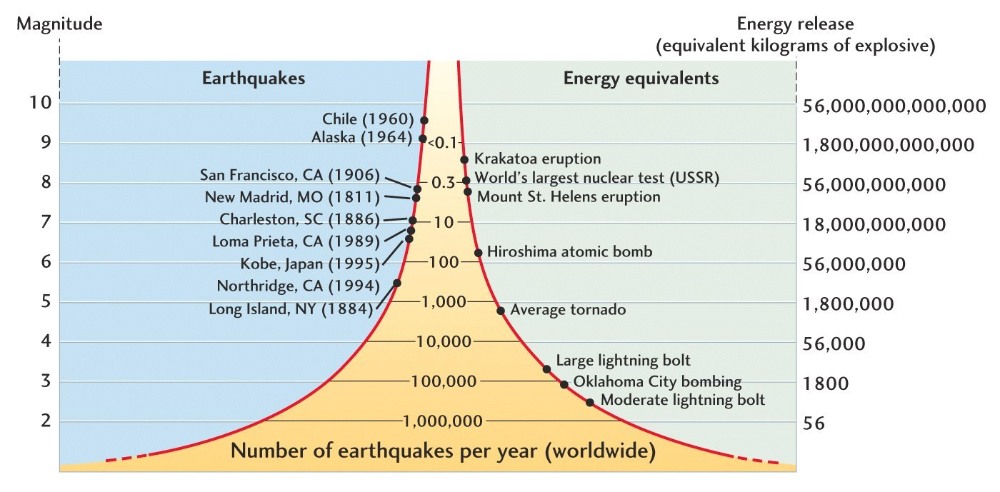 Magnitude
Energy release
(equivalent kilograms of explosive)
Earthquakes
Energy equivalents
10
56,000,000,000,000
Chile (1960)
Alaska (1964)
9
<0.1
1,800,000,000,000
Krakatoa eruption
San Francisco, CA (1906)
World's largest nuclear test (USSR)
8
0.3
56,000,000,000
New Madrid, MO (1811)
Mount St. Helens eruption
Charleston, SC (1886)
7
10
18,000,000,000
Loma Prieta, CA (1989)
Hiroshima atomic bomb
6
100
56,000,000
Kobe, Japan (1995)
Northridge, CA (1994)
5
1,000
1,800,000
Long Island, NY (1884)
Average tornado
4
10,000
56,000
Large lightning bolt
3
100,000
Oklahoma City bombing
1800
Moderate lightning bolt
2
1,000,000
56
Number of earthquakes per year (worldwide)